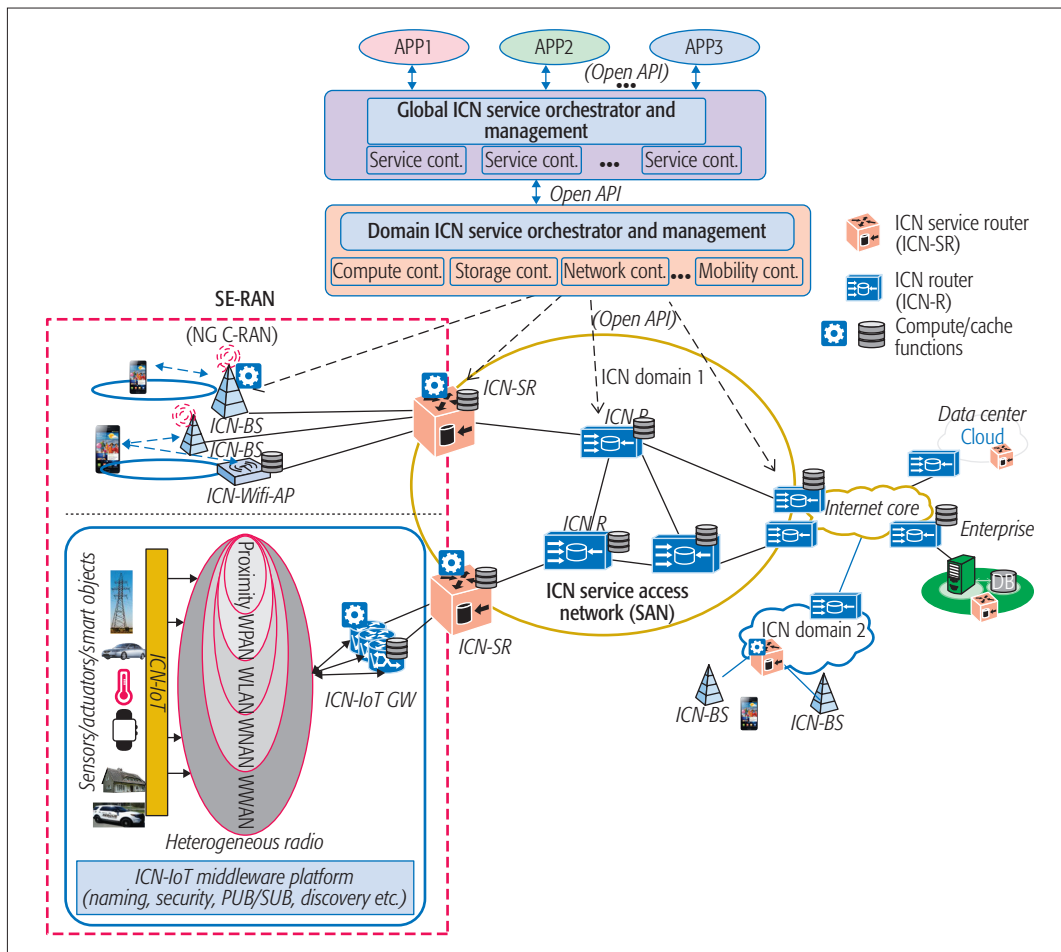 APP1
APP2
APP3
(Open API)
...
Global ICN service orchestrator and
management
Service cont.
Service cont.
...
Service cont.
Open API
Domain ICN service orchestrator and management
Compute cont.
Storage cont.
Network cont.
...
Mobility cont.
ICN service router
(ICN-SR)
ICN router
(ICN-R)
Compute/cache
functions
SE-RAN
(NG C-RAN)
(Open API)
ICN domain 1
ICN-SR
ICN-BS
ICN-BS
ICN-Wifi-AP
ICN R
Data center
Cloud
Internet core
Enterprise
DB
ICN R
ICN service access
network (SAN)
ICN-SR
ICN domain 2
ICN-BS
ICN-BS
Sensors/actuators/smart objects
ICN-IoT
Proximity WPAN WLAN WNAN WWAN
ICN-IoT GW
Heterogeneous radio
ICN-IoT middleware platform
(naming, security, PUB/SUB, discovery etc.)